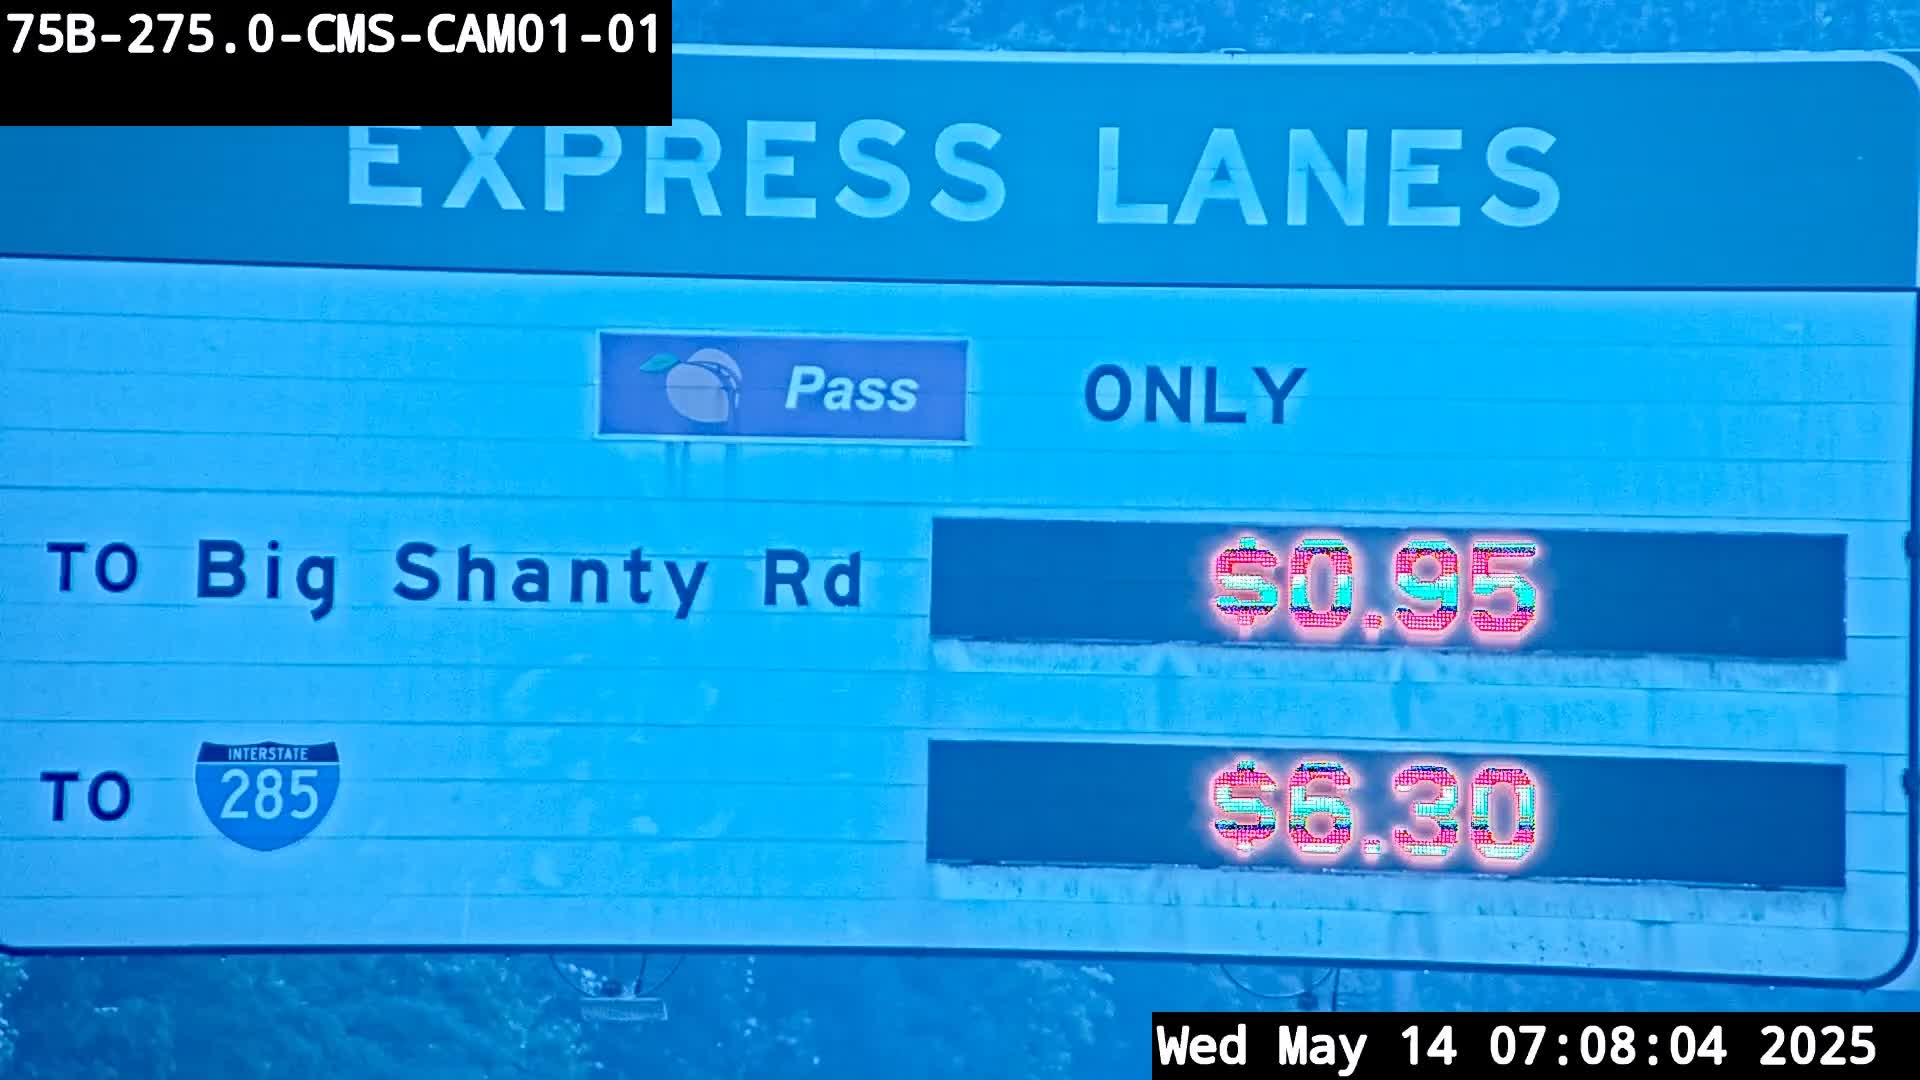 75B-275.0-CMS-CAM01-01
EXPRESS LANES
Pass ONLY
TO Big Shanty Rd $0.95
TO INTERSTATE 285 $6.30
Wed May 14 07:08:04 2025